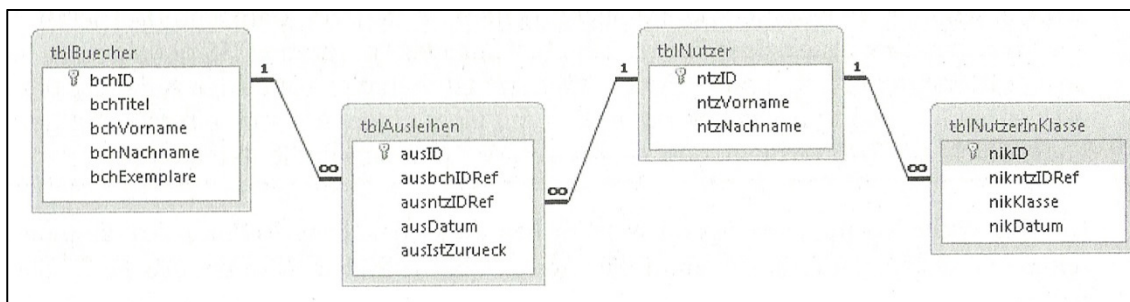 tblBuecher
bchID
bchTitel
bchVorname
bchNachname
bchExemplare
1
∞
tblAusleihen
ausID
ausbchIDRef
ausntzIDRef
ausDatum
ausIstZurueck
∞
1
tblNutzer
ntzID
ntzVorname
ntzNachname
1
∞
tblNutzerInKlasse
nikID
nikntzIDRef
nikKlasse
nikDatum